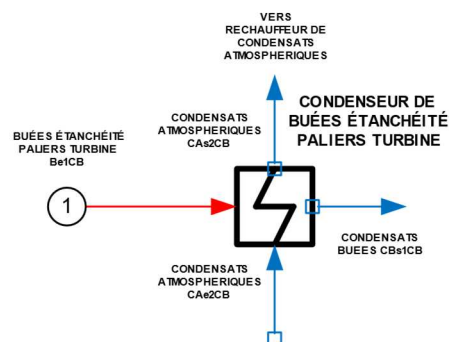 VERS
RECHAUFFEUR DE
CONDENSATS
ATMOSPHERIQUES
CONDENSEUR DE
BUÉES ÉTANCHÉITÉ
PALIERS TURBINE
CONDENSATS
ATMOSPHERIQUES
CAs2CB
BUÉES ÉTANCHÉITÉ
PALIERS TURBINE
Be1CB
1
CONDENSATS
BUEES CBs1CB
CONDENSATS
ATMOSPHERIQUES
CAe2CB